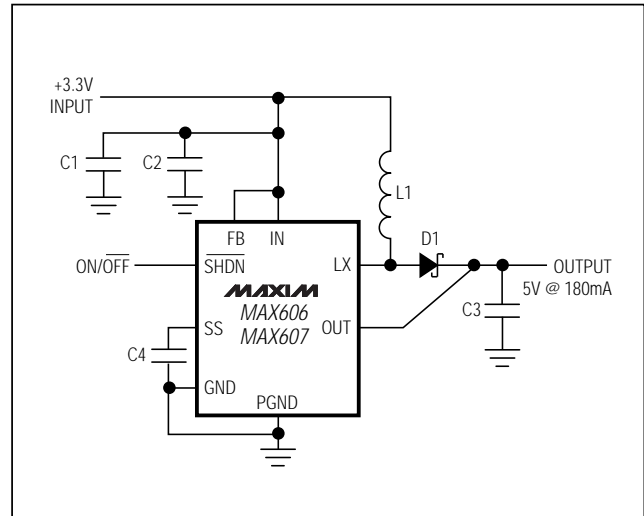 +3.3V
INPUT
C1
C2
L1
FB
IN
D1
ON/OFF
SHDN
LX
OUTPUT
5V @ 180mA
MAXIM
MAX606
MAX607
SS
OUT
C3
C4
GND
PGND